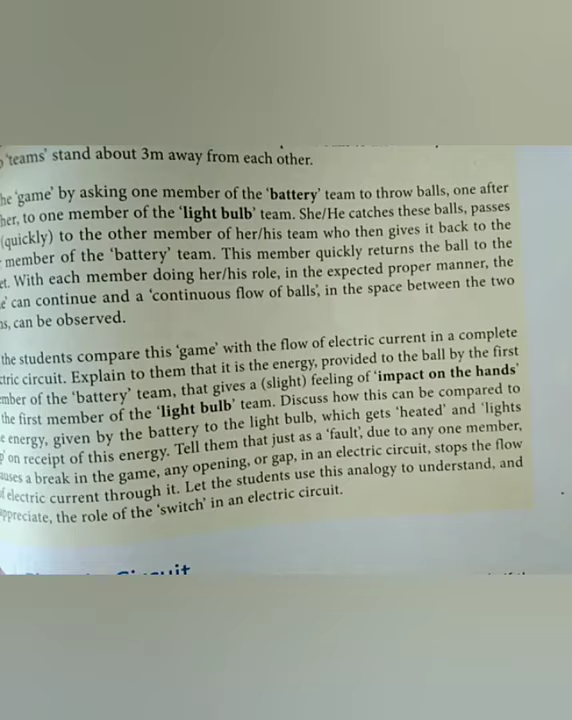 'teams' stand about 3m away from each other.
'game' by asking one member of the 'battery' team to throw balls, one after
to one member of the 'light bulb' team. She/He catches these balls, passes
(quickly) to the other member of her/his team who then gives it back to the
member of the 'battery' team. This member quickly returns the ball to the
With each member doing her/his role, in the expected proper manner, the
can continue and a 'continuous flow of balls', in the space between the two
can be observed.
the students compare this 'game' with the flow of electric current in a complete
circuit. Explain to them that it is the energy, provided to the ball by the first
of the 'battery' team, that gives a (slight) feeling of 'impact on the hands'
the first member of the 'light bulb' team. Discuss how this can be compared to
energy, given by the battery to the light bulb, which gets 'heated' and 'lights
on receipt of this energy. Tell them that just as a 'fault', due to any one member,
a break in the game, any opening, or gap, in an electric circuit, stops the flow
electric current through it. Let the students use this analogy to understand, and
appreciate, the role of the 'switch' in an electric circuit.